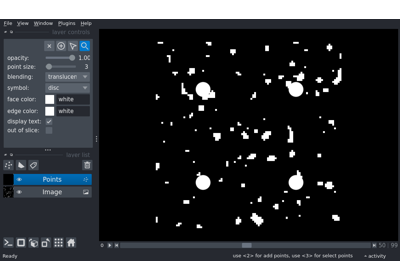 File View Window Plugins Help
layer controls
opacity: 1.00
point size: 3
blending: translucen
symbol: disc
face color: white
edge color: white
display text:
out of slice:
layer list
Points
Image
0 50 99
Ready use <2> for add points, use <3> for select points activity